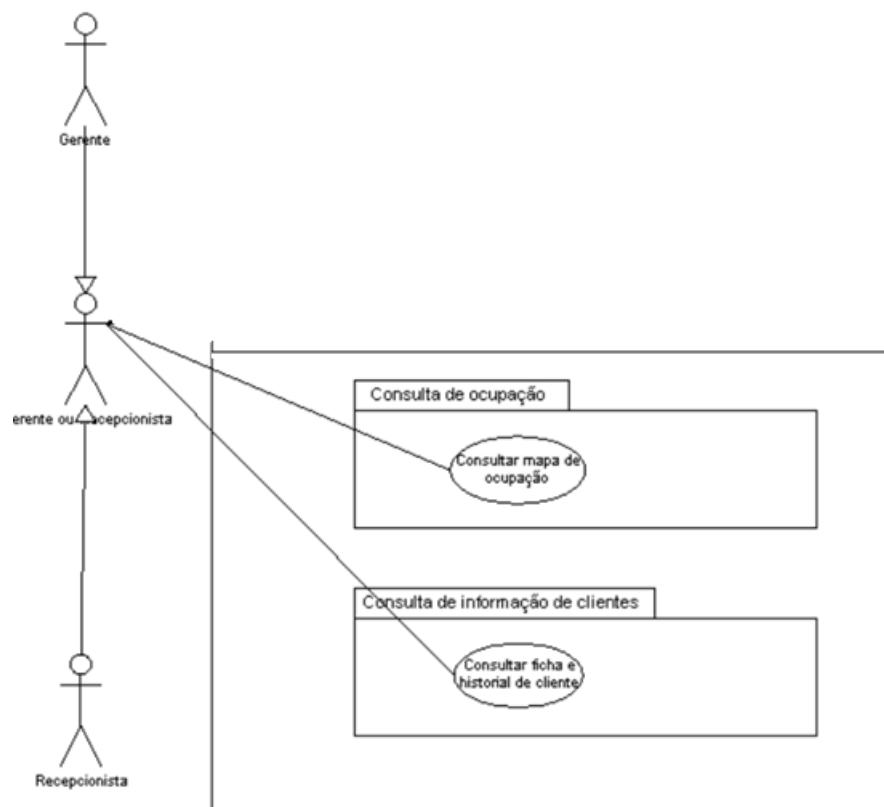 Gerente
erente ou ecepcionista
Consulta de ocupação
Consultar mapa de
ocupação
Consulta de informação de clientes
Consultar ficha e
historial de cliente
Recepcionista